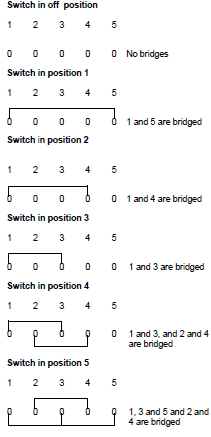 Switch in off position
1 2 3 4 5
0 0 0 0 0 No bridges
Switch in position 1
1 2 3 4 5
0 0 0 0 0 1 and 5 are bridged
Switch in position 2
1 2 3 4 5
0 0 0 0 0 1 and 4 are bridged
Switch in position 3
1 2 3 4 5
0 0 0 0 0 1 and 3 are bridged
Switch in position 4
1 2 3 4 5
0 0 0 0 0 1 and 3, and 2 and 4
are bridged
Switch in position 5
1 2 3 4 5
0 0 0 0 0 1, 3 and 5 and 2 and
4 are bridged